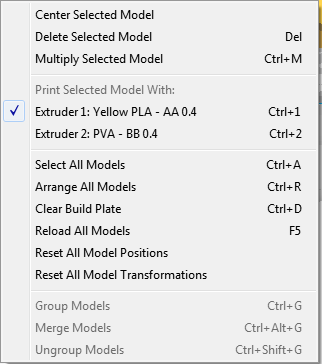 Center Selected Model
Delete Selected Model Del
Multiply Selected Model Ctrl+M
Print Selected Model With:
Extruder 1: Yellow PLA - AA 0.4 Ctrl+1
Extruder 2: PVA - BB 0.4 Ctrl+2
Select All Models Ctrl+A
Arrange All Models Ctrl+R
Clear Build Plate Ctrl+D
Reload All Models F5
Reset All Model Positions
Reset All Model Transformations
Group Models Ctrl+G
Merge Models Ctrl+Alt+G
Ungroup Models Ctrl+Shift+G